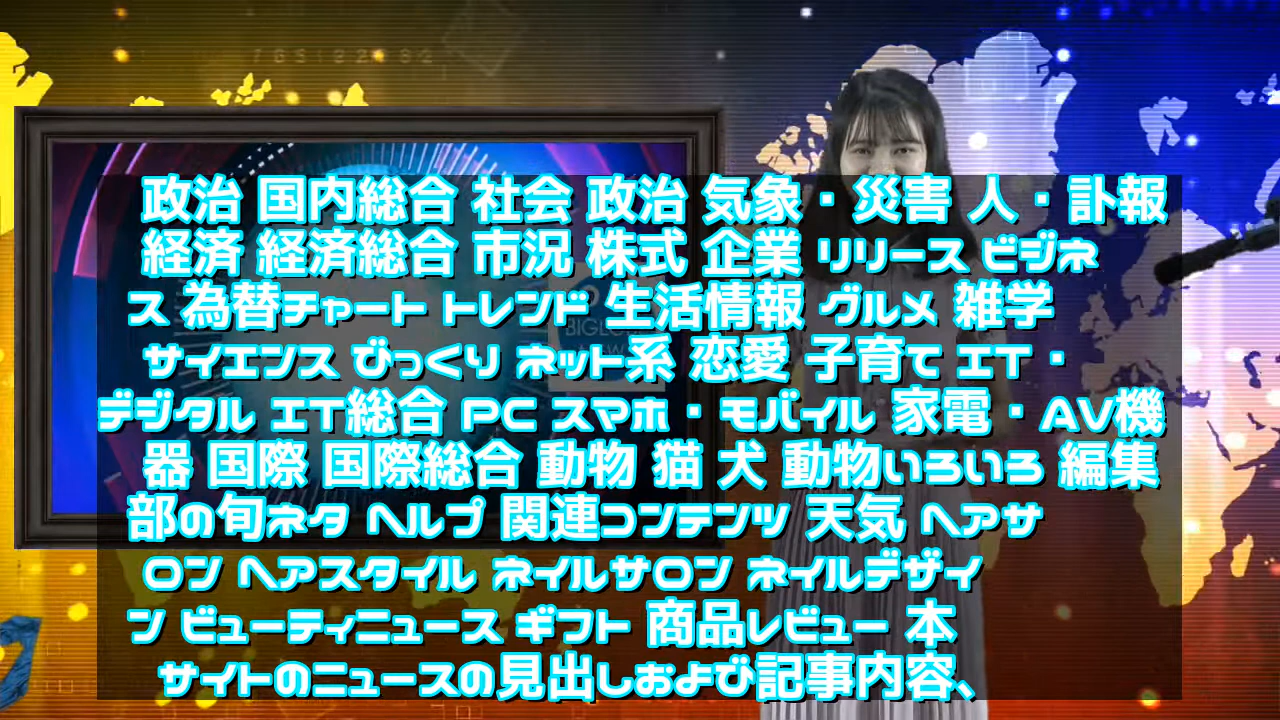 政治 国内総合 社会 政治 気象・災害 人・訃報
経済 経済総合 市況 株式 企業 リリース ビジネ
ス 為替チャート トレンド 生活情報 グルメ 雑学
サイエンス びっくり ネット系 恋愛 子育て エIT・
デジタル エIT総合 PC スマホ・モバイル 家電・AV機
器 国際 国際総合 動物 猫 犬 動物いろいろ 編集
部の旬ネタ ヘルプ 関連コンテンツ 天気 ヘアサ
ロン ヘアスタイル ネイルサロン ネイルデザイ
ン ビューティニュース ギフト 商品レビュー 本
サイトのニュースの見出しおよび記事内容、